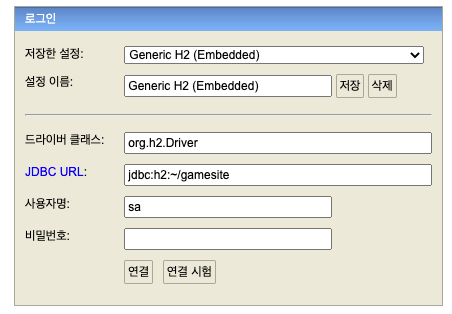 로그인
저장한 설정: Generic H2 (Embedded)
설정 이름: Generic H2 (Embedded) 저장 삭제
드라이버 클래스: org.h2.Driver
JDBC URL: jdbc:h2:~/gamesite
사용자명: sa
비밀번호:
연결 연결 시험